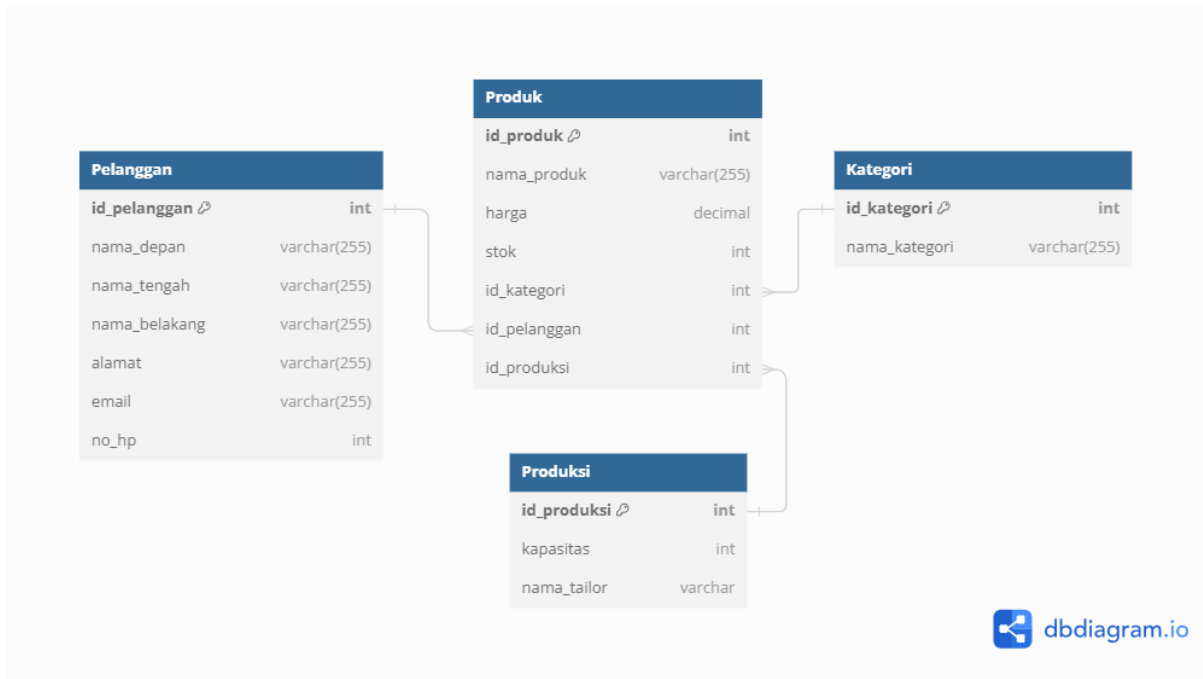 Pelanggan
id_pelanggan int
nama_depan varchar(255)
nama_tengah varchar(255)
nama_belakang varchar(255)
alamat varchar(255)
email varchar(255)
no_hp int
Produk
id_produk int
nama_produk varchar(255)
harga decimal
stok int
id_kategori int
id_pelanggan int
id_produksi int
Kategori
id_kategori int
nama_kategori varchar(255)
Produksi
id_produksi int
kapasitas int
nama_tailor varchar
dbdiagram.io